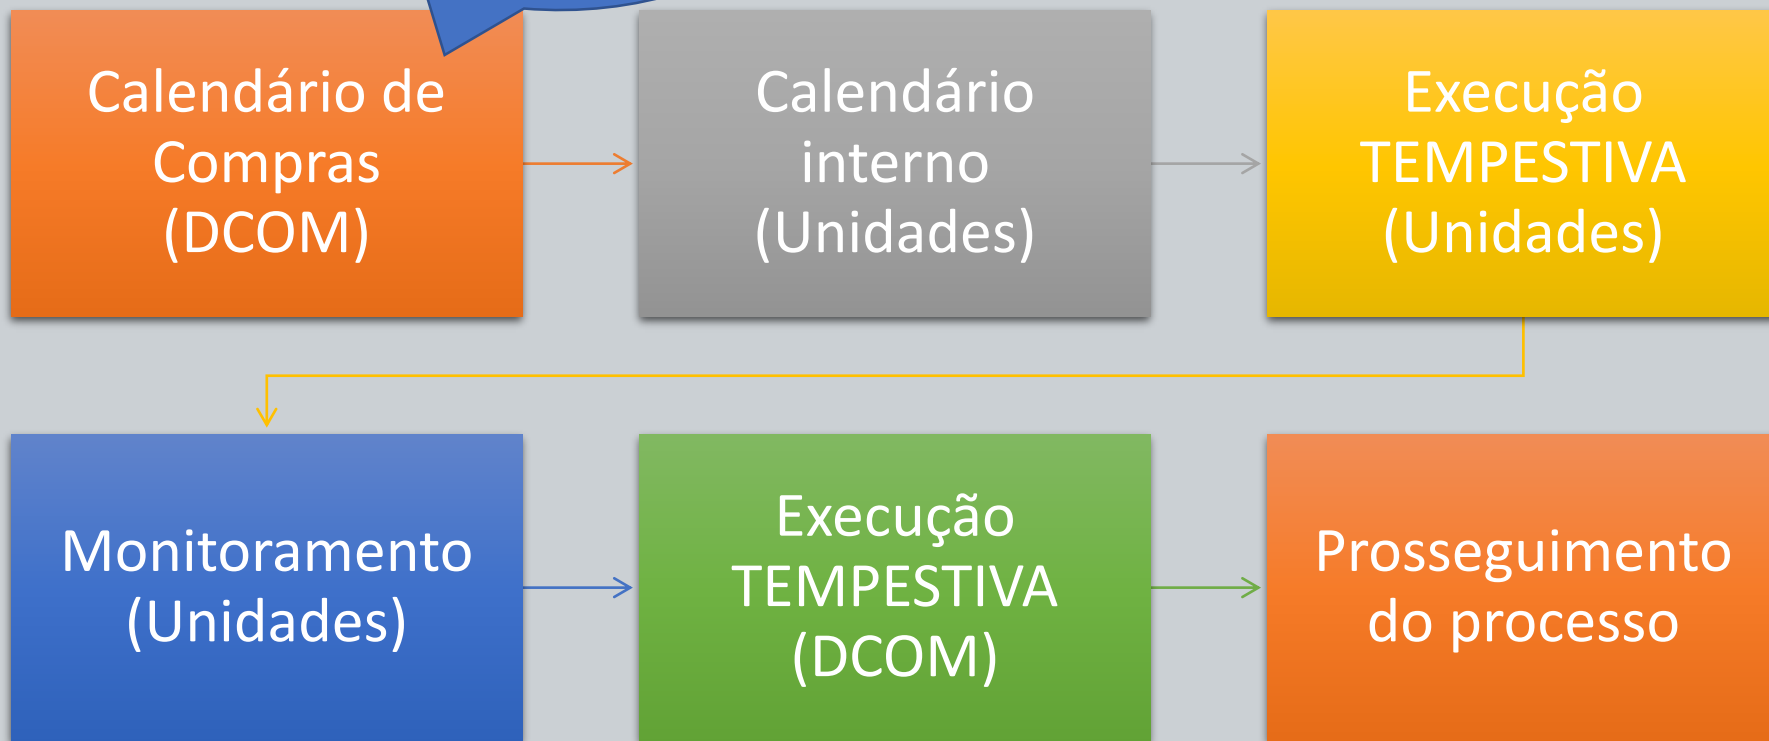 Calendário de
Compras
(DCOM)
Calendário
interno
(Unidades)
Execução
TEMPESTIVA
(Unidades)
Monitoramento
(Unidades)
Execução
TEMPESTIVA
(DCOM)
Prosseguimento
do processo